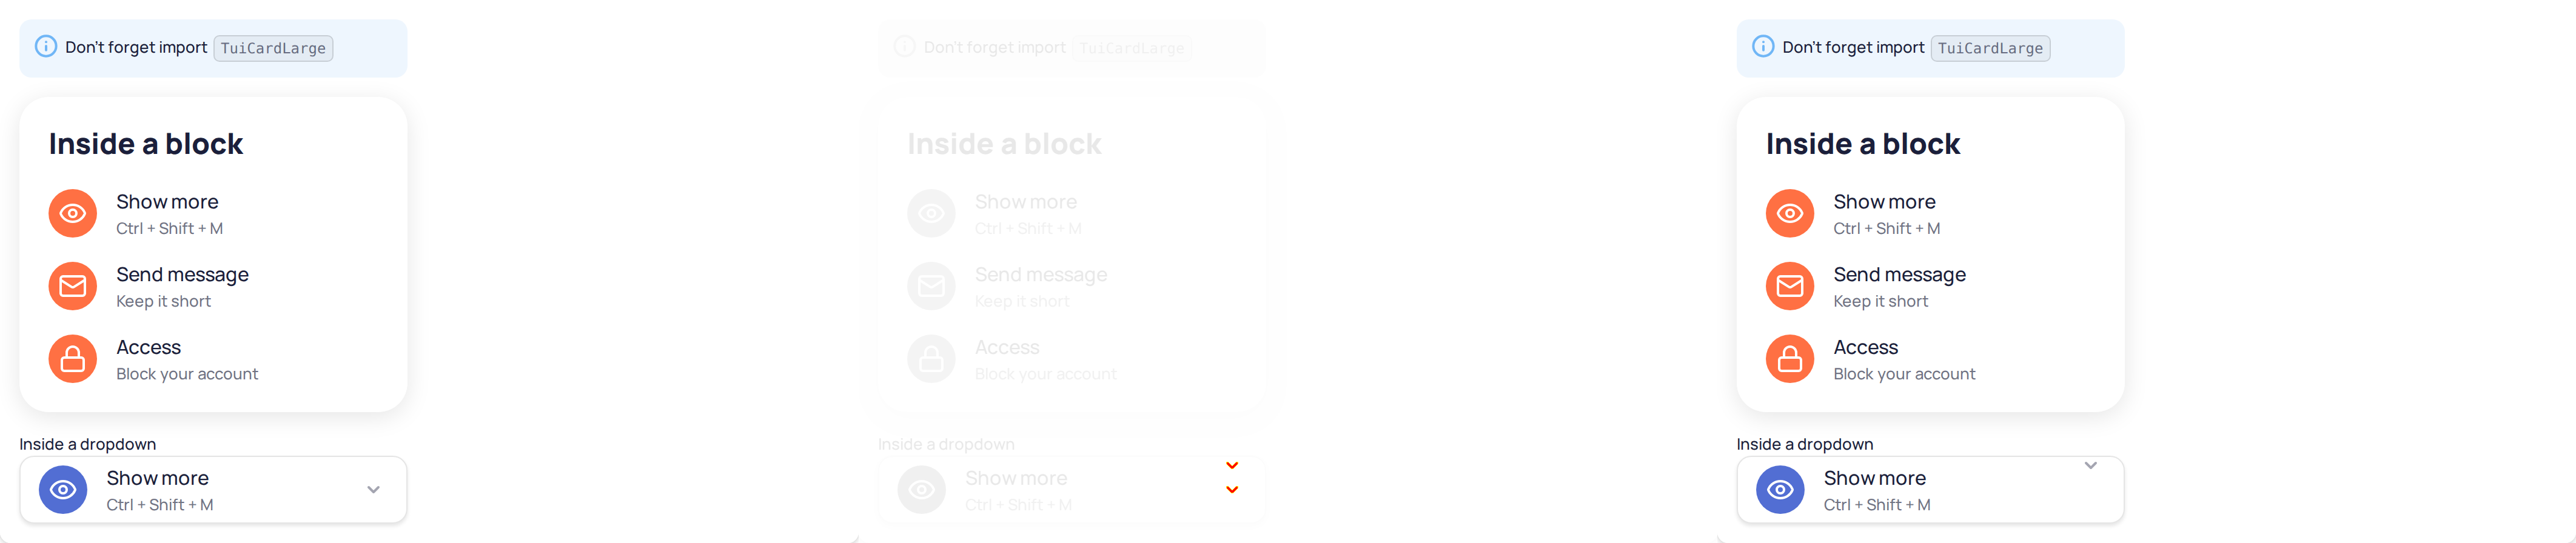 Don't forget import TuiCardLarge
Inside a block
Show more
Ctrl + Shift + M
Send message
Keep it short
Access
Block your account
Inside a dropdown
Show more
Ctrl + Shift + M
Don't forget import TuiCardLarge
Inside a block
Show more
Ctrl + Shift + M
Send message
Keep it short
Access
Block your account
Inside a dropdown
Show more
Ctrl + Shift + M
Don't forget import TuiCardLarge
Inside a block
Show more
Ctrl + Shift + M
Send message
Keep it short
Access
Block your account
Inside a dropdown
Show more
Ctrl + Shift + M